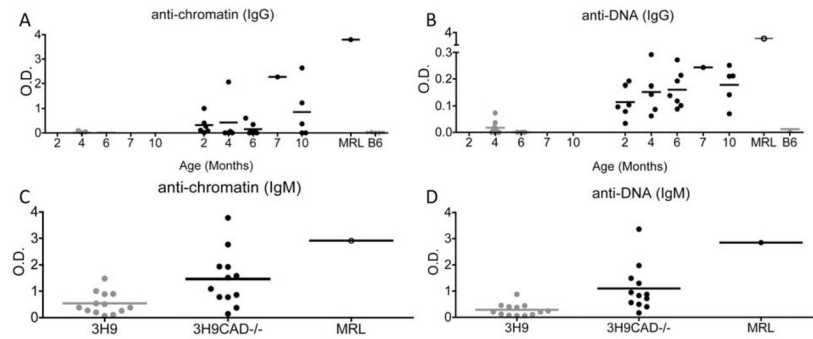 A
anti-chromatin (IgG)
O.D.
4
3
2
1
0
2 4 6 7 10 2 4 6 7 10 MRL B6
Age (Months)
B
anti-DNA (IgG)
O.D.
4
1
0.3
0.2
0.1
0.0
2 4 6 7 10 2 4 6 7 10 MRL B6
Age (Months)
C
anti-chromatin (IgM)
O.D.
4
3
2
1
0
3H9 3H9CAD-/- MRL
D
anti-DNA (IgM)
O.D.
4
3
2
1
0
3H9 3H9CAD-/- MRL